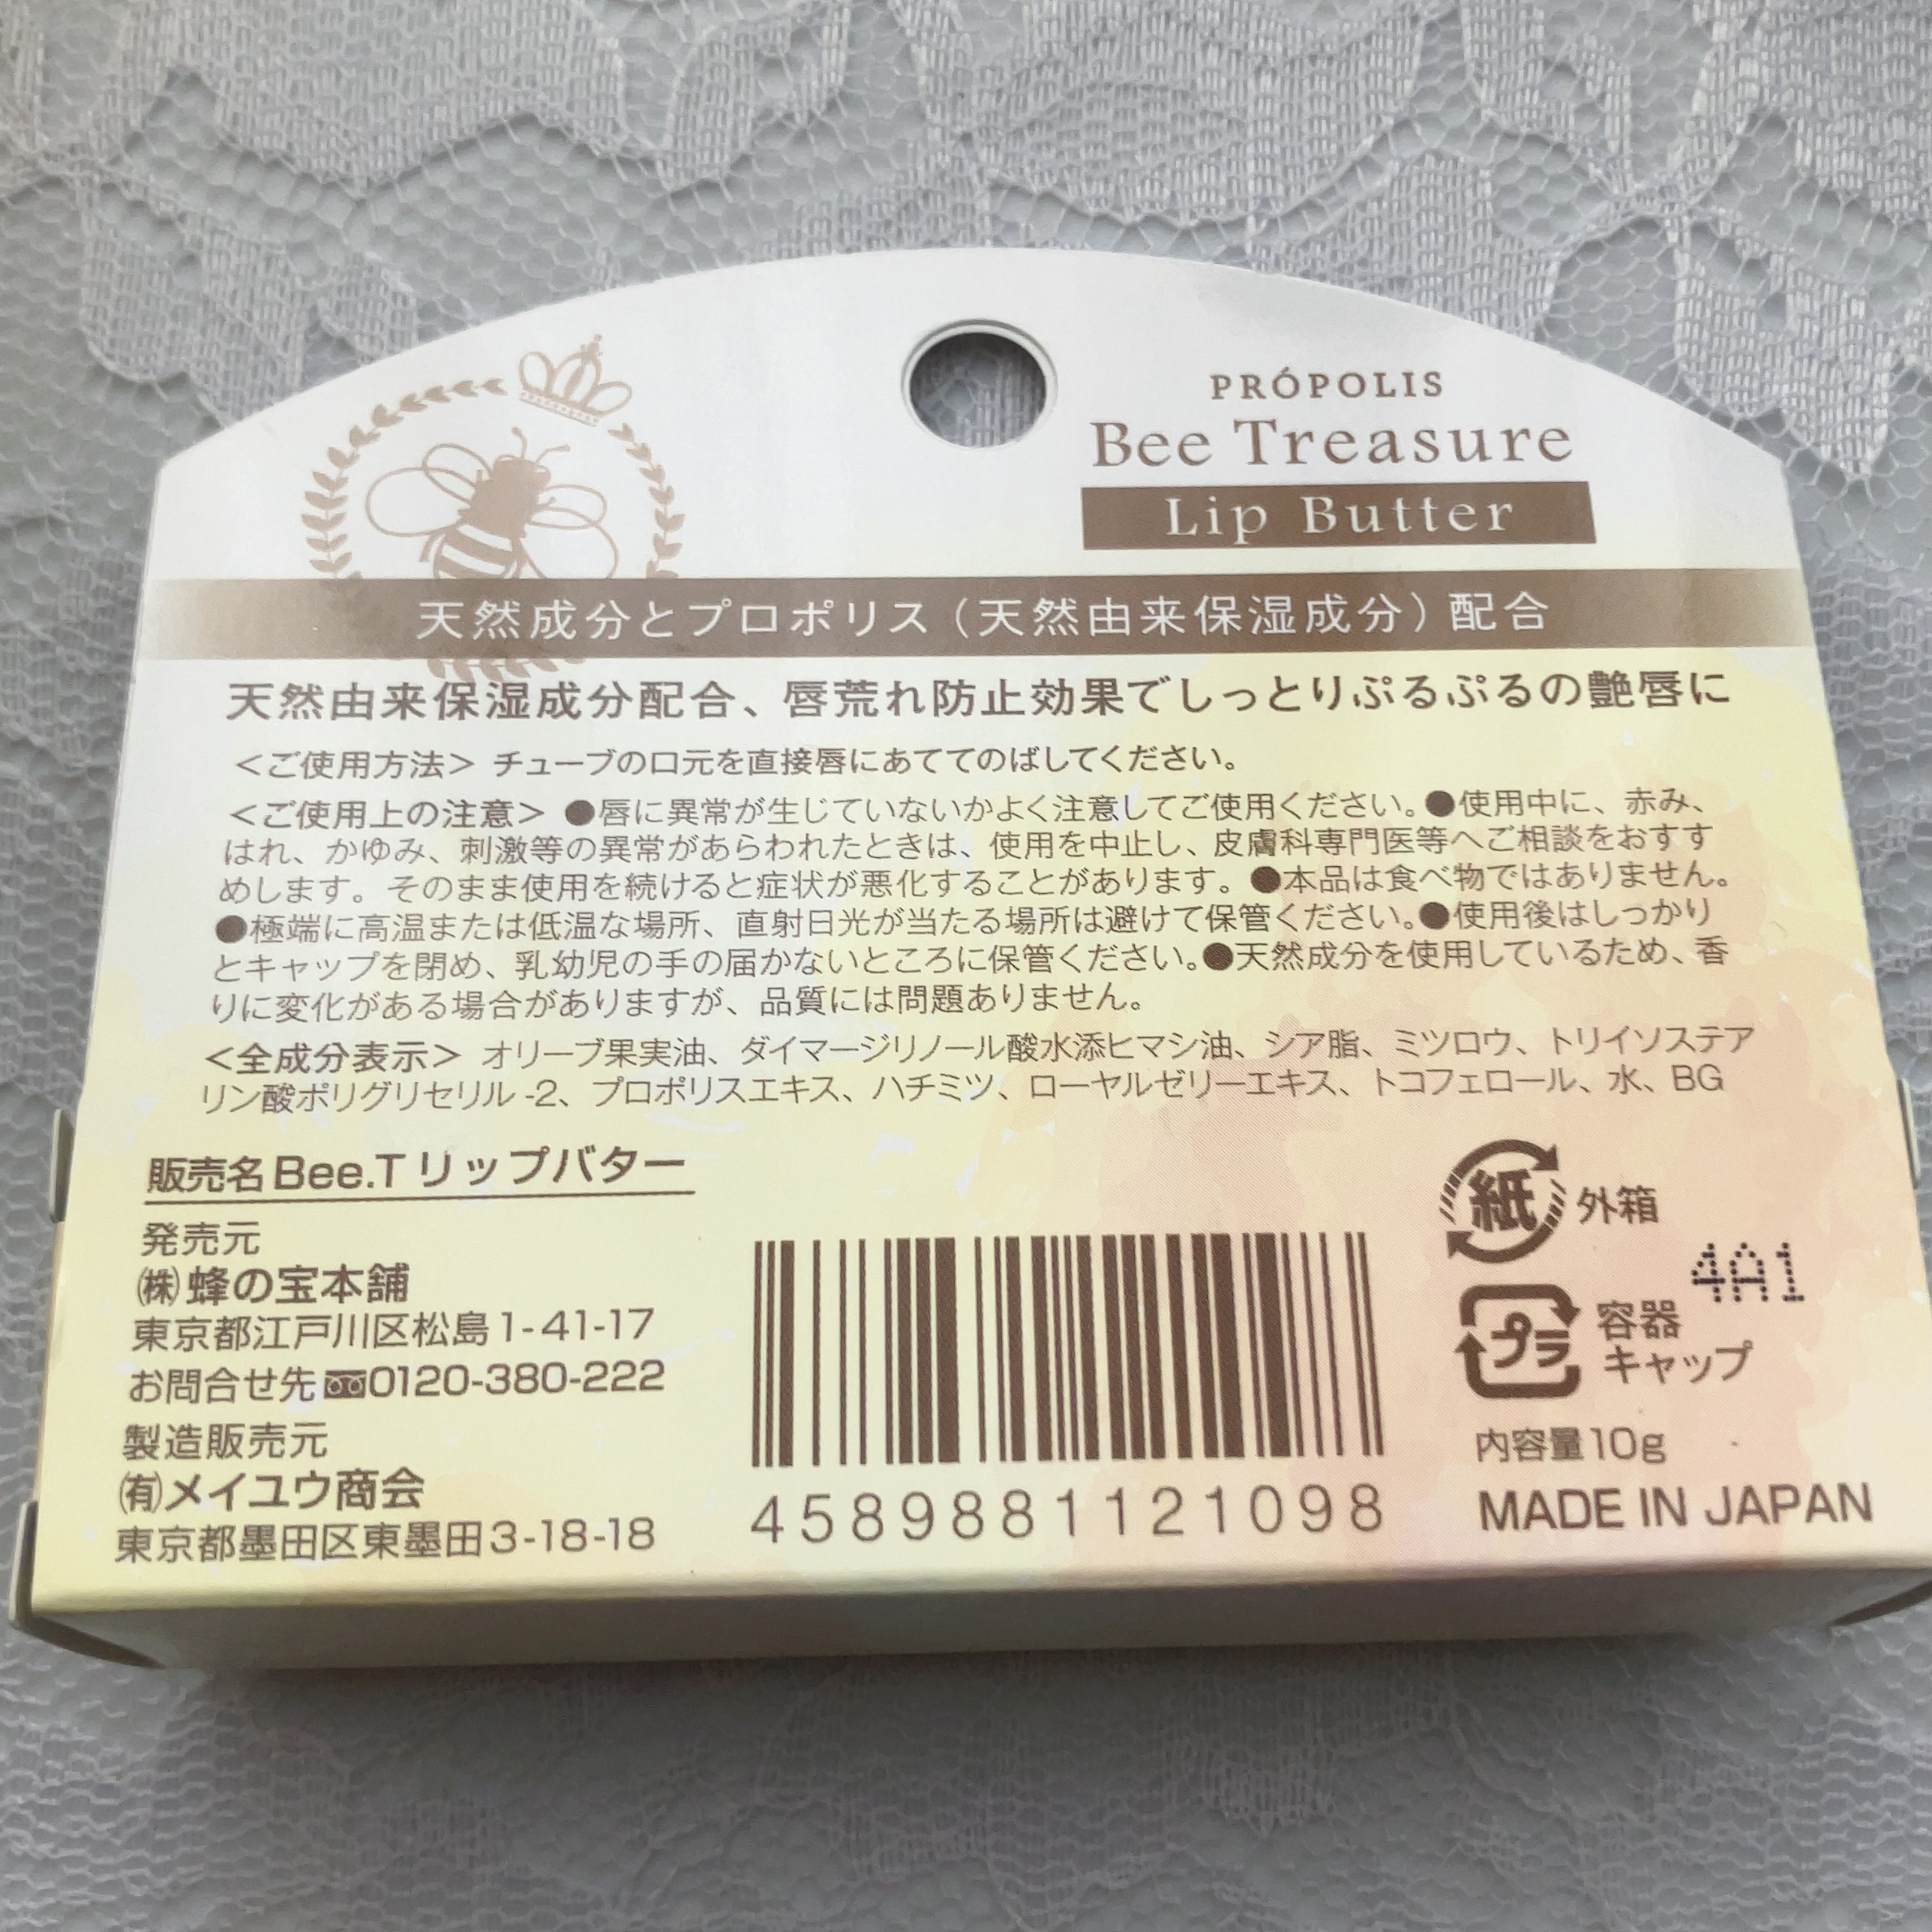 PRÓPOLIS
Bee Treasure
Lip Butter
天然成分とプロポリス（天然由来保湿成分）配合
天然由来保湿成分配合、唇荒れ防止効果でしっとりぷるぷるの艶唇に
＜ご使用方法＞ チューブの口元を直接唇にあててのばしてください。
＜ご使用上の注意＞ ●唇に異常が生じていないかよく注意してご使用ください。●使用中に、赤み、
はれ、かゆみ、刺激等の異常があらわれたときは、使用を中止し、皮膚科専門医等へご相談をおすす
めします。そのまま使用を続けると症状が悪化することがあります。●本品は食べ物ではありません。
●極端に高温または低温な場所、直射日光が当たる場所は避けて保管ください。●使用後はしっかり
とキャップを閉め、乳幼児の手の届かないところに保管ください。●天然成分を使用しているため、香
りに変化がある場合がありますが、品質には問題ありません。
＜全成分表示＞ オリーブ果実油、ダイマージリノール酸水添ヒマシ油、シア脂、ミツロウ、トリイソステア
リン酸ポリグリセリル -2、プロポリスエキス、ハチミツ、ローヤルゼリーエキス、トコフェロール、水、BG
販売名 Bee.T リップバター
発売元
㈱ 蜂の宝本舗
東京都江戸川区松島 1-41-17
お問合せ先 0120-380-222
製造販売元
㈲メイユウ商会
東京都墨田区東墨田 3-18-18
4589881121098
紙 外箱
4A1
プラ 容器
キャップ
内容量 10g
MADE IN JAPAN